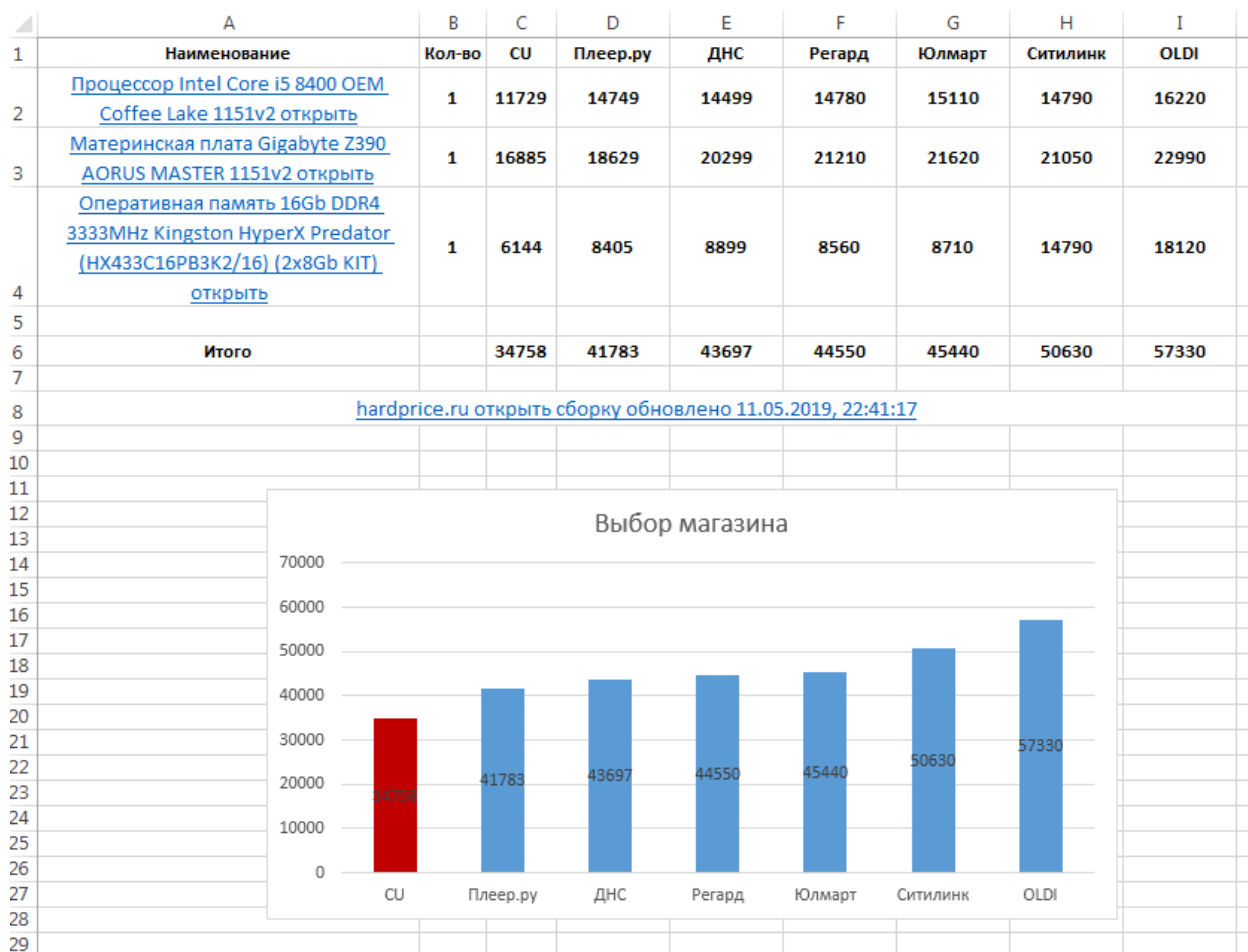 A B C D E F G H I
1 Наименование Кол-во CU Плеер.ру ДНС Регард Юлмарт Ситилинк OLDI
Процессор Intel Core i5 8400 OEM
2 Coffee Lake 1151v2 открыть 1 11729 14749 14499 14780 15110 14790 16220
Материнская плата Gigabyte Z390
3 AORUS MASTER 1151v2 открыть 1 16885 18629 20299 21210 21620 21050 22990
Оперативная память 16Gb DDR4
3333MHz Kingston HyperX Predator
(HX433C16PB3K2/16) (2x8Gb KIT) 1 6144 8405 8899 8560 8710 14790 18120
4 открыть
5
6 Итого 34758 41783 43697 44550 45440 50630 57330
7
8 hardprice.ru открыть сборку обновлено 11.05.2019, 22:41:17
9
10
11
12
13
14
15
16
17
18
19
20
21
22
23
24
25
26
27
28
29
Выбор магазина
70000
60000
50000
40000
30000
20000
10000
0
34758 41783 43697 44550 45440 50630 57330
CU Плеер.ру ДНС Регард Юлмарт Ситилинк OLDI